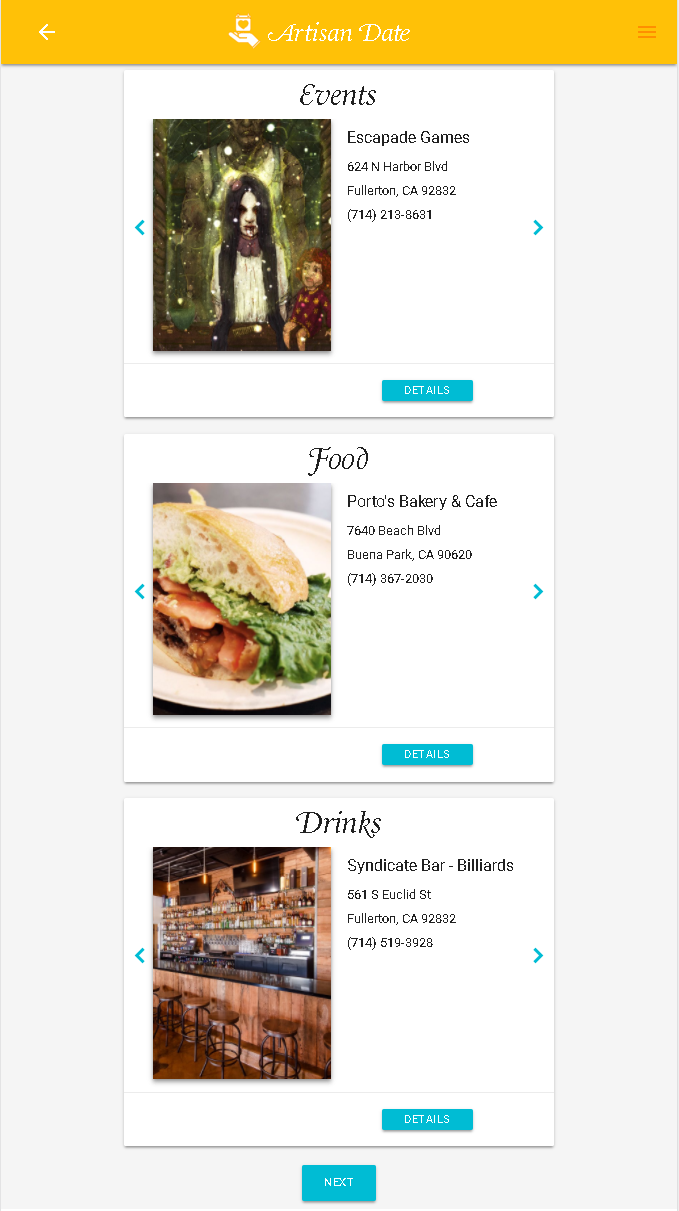 Artisan Date
Events
Escapade Games
624 N Harbor Blvd
Fullerton, CA 92832
(714) 213-8631
DETAILS
Food
Porto's Bakery & Cafe
7640 Beach Blvd
Buena Park, CA 90620
(714) 367-2030
DETAILS
Drinks
Syndicate Bar - Billiards
561 S Euclid St
Fullerton, CA 92832
(714) 519-3928
DETAILS
NEXT